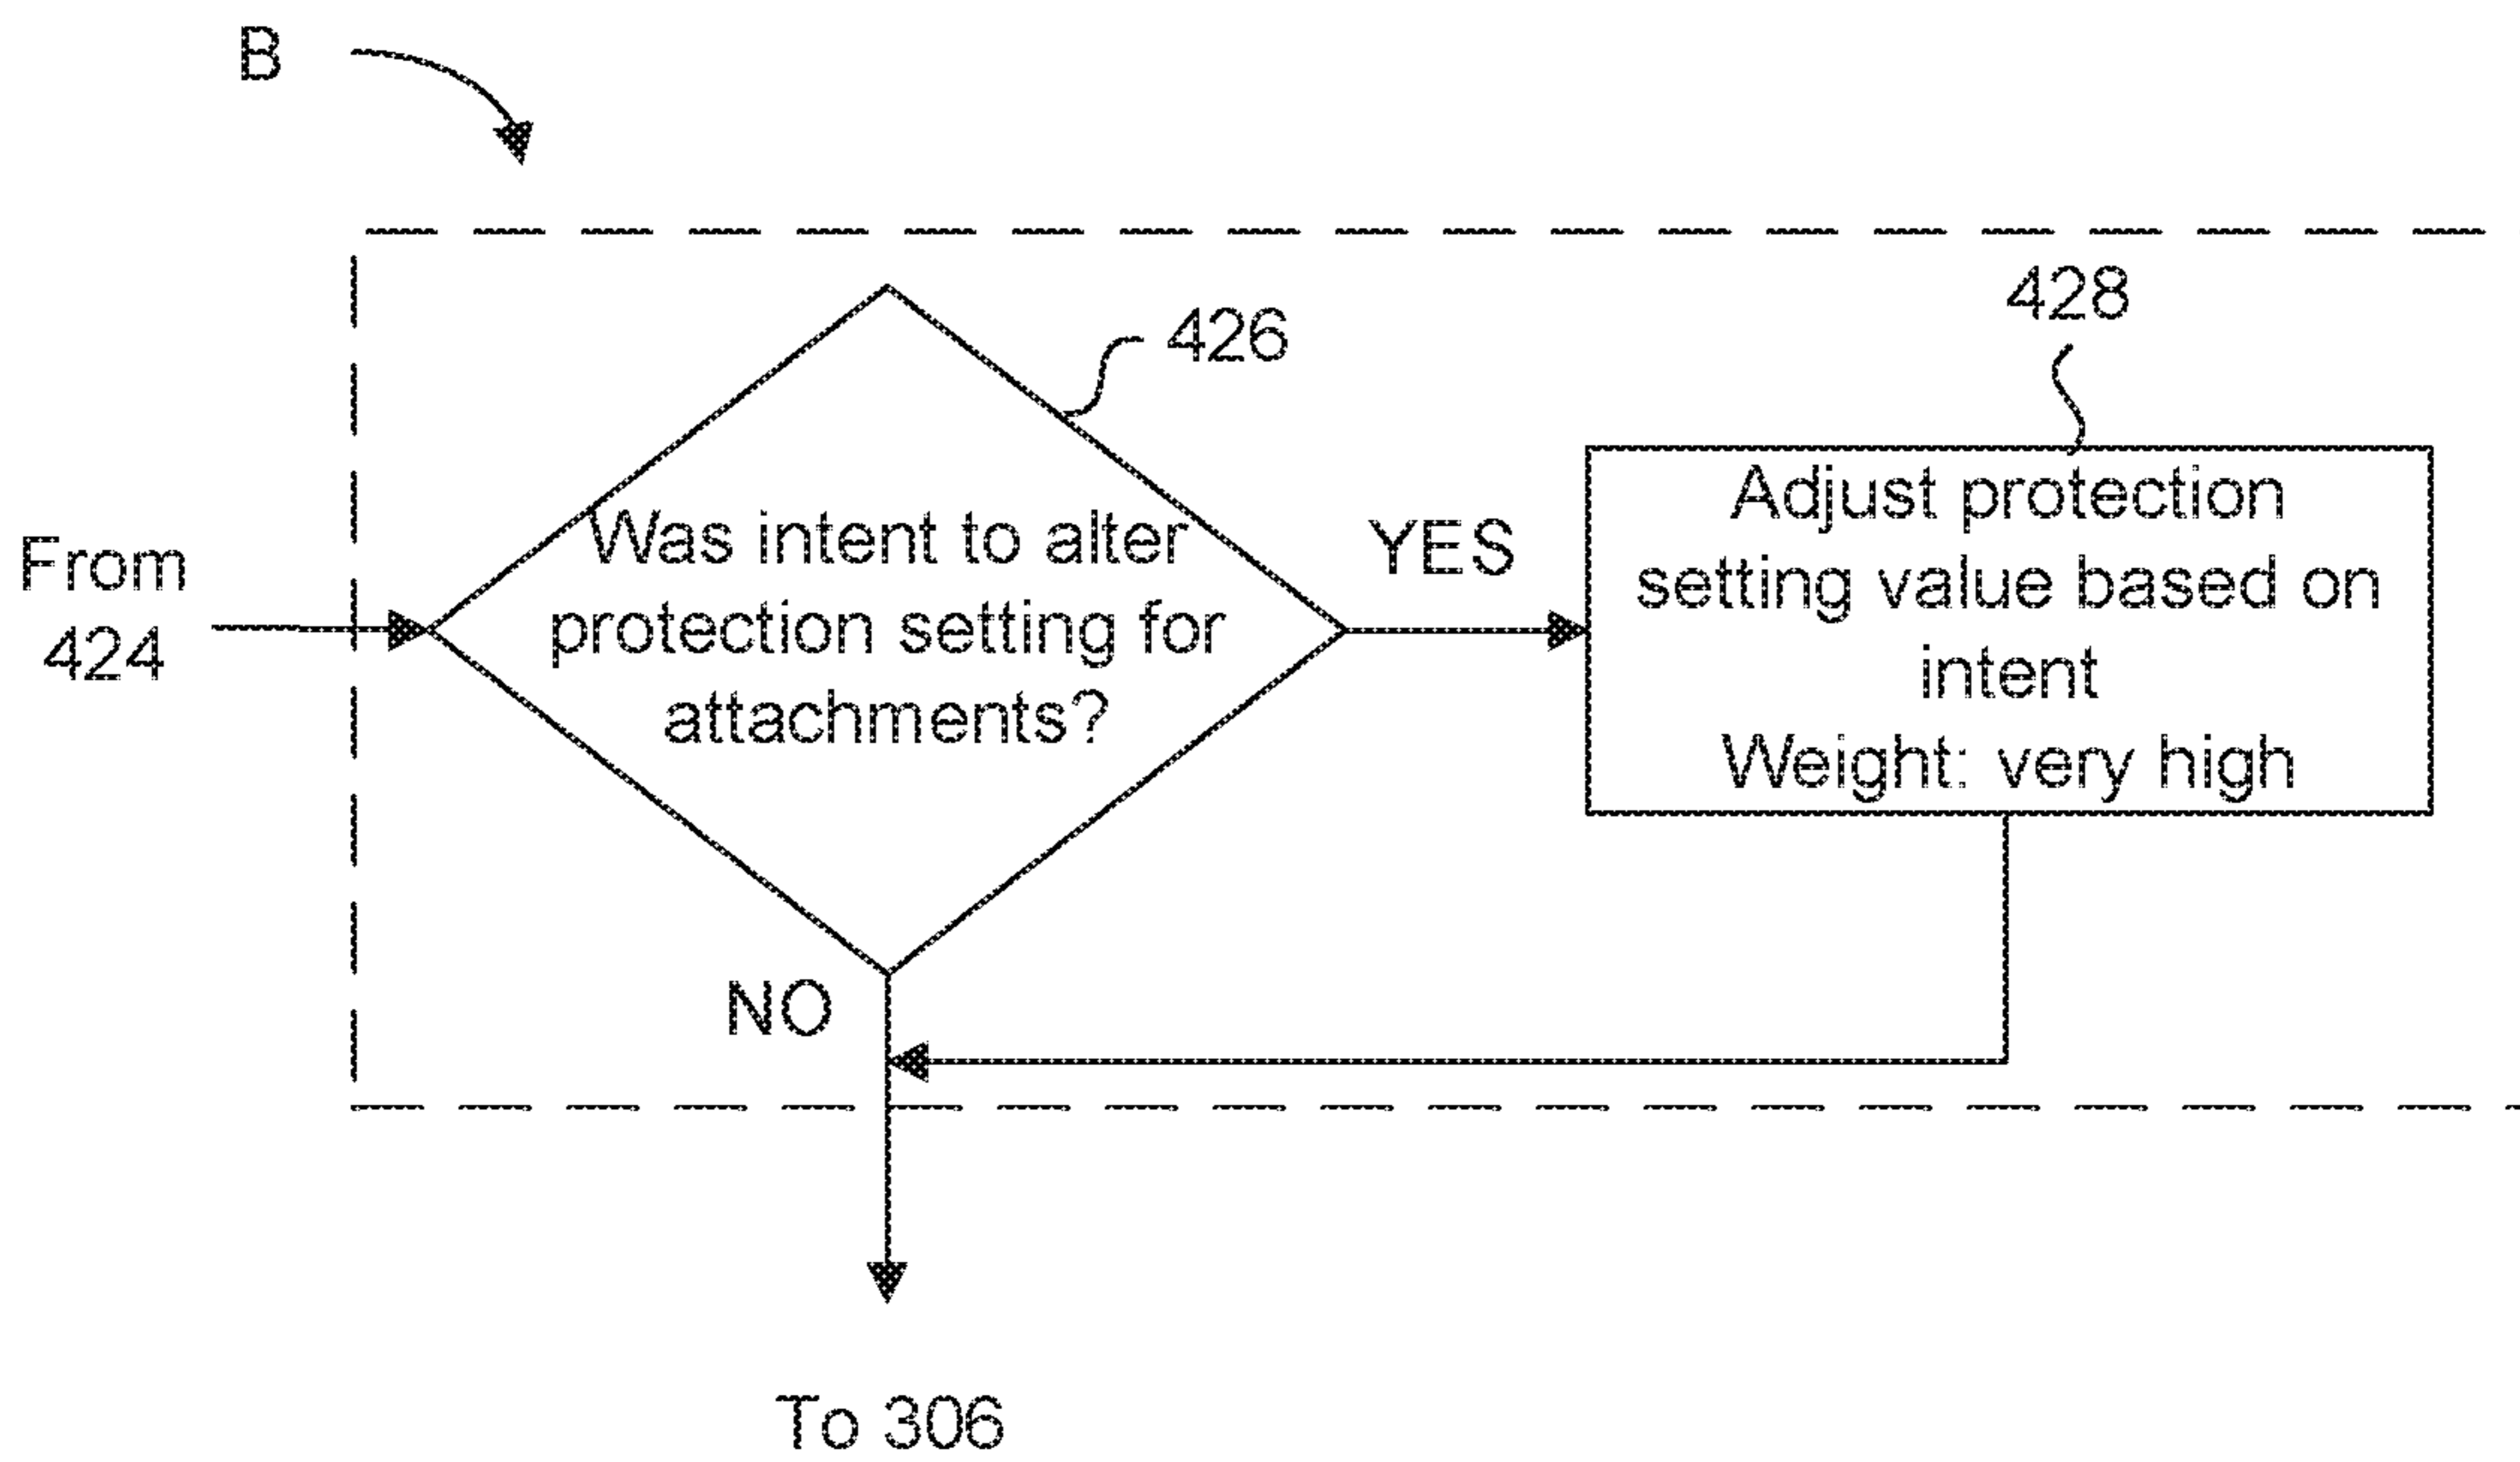 B
428
426
From
424
Was intent to alter
protection setting for
attachments?
YES
Adjust protection
setting value based on
intent
Weight: very high
NO
To 306